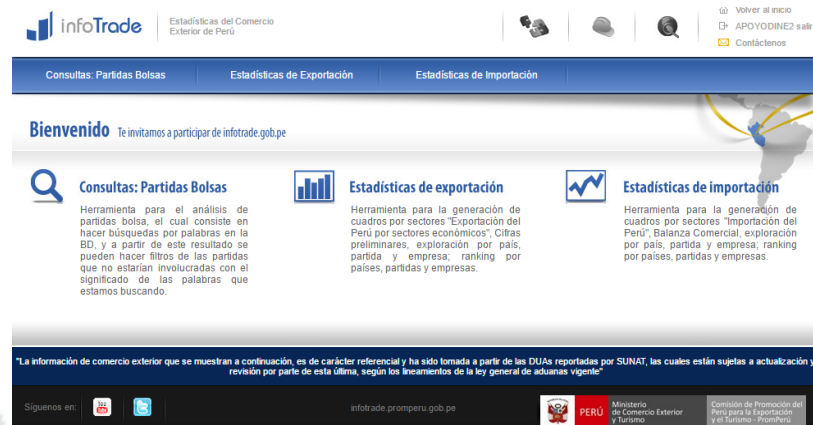 infoTrade
Estadísticas del Comercio
Exterior de Perú
Volver al inicio
APOYODINE2 salir
Contáctenos
Consultas: Partidas Bolsas
Estadísticas de Exportación
Estadísticas de Importación
Bienvenido Te invitamos a participar de infotrade.gob.pe
Consultas: Partidas Bolsas
Herramienta para el análisis de
partidas bolsa, el cual consiste en
hacer búsquedas por palabras en la
BD, y a partir de este resultado se
pueden hacer filtros de las partidas
que no estarían involucradas con el
significado de las palabras que
estamos buscando.
Estadísticas de exportación
Herramienta para la generación de
cuadros por sectores "Exportación del
Perú por sectores económicos", Cifras
preliminares, exploración por país,
partida y empresa; ranking por
países, partidas y empresas.
Estadísticas de importación
Herramienta para la generación de
cuadros por sectores "Importación del
Perú", Balanza Comercial, exploración
por país, partida y empresa; ranking
por países, partidas y empresas.
"La información de comercio exterior que se muestran a continuación, es de carácter referencial y ha sido tomada a partir de las DUAs reportadas por SUNAT, las cuales están sujetas a actualización y
revisión por parte de esta última, según los lineamientos de la ley general de aduanas vigente"
Síguenos en:
You
Tube
infotrade.promperu.gob.pe
PERÚ
Ministerio
de Comercio Exterior
y Turismo
Comisión de Promoción del
Perú para la Exportación
y el Turismo - PromPerú